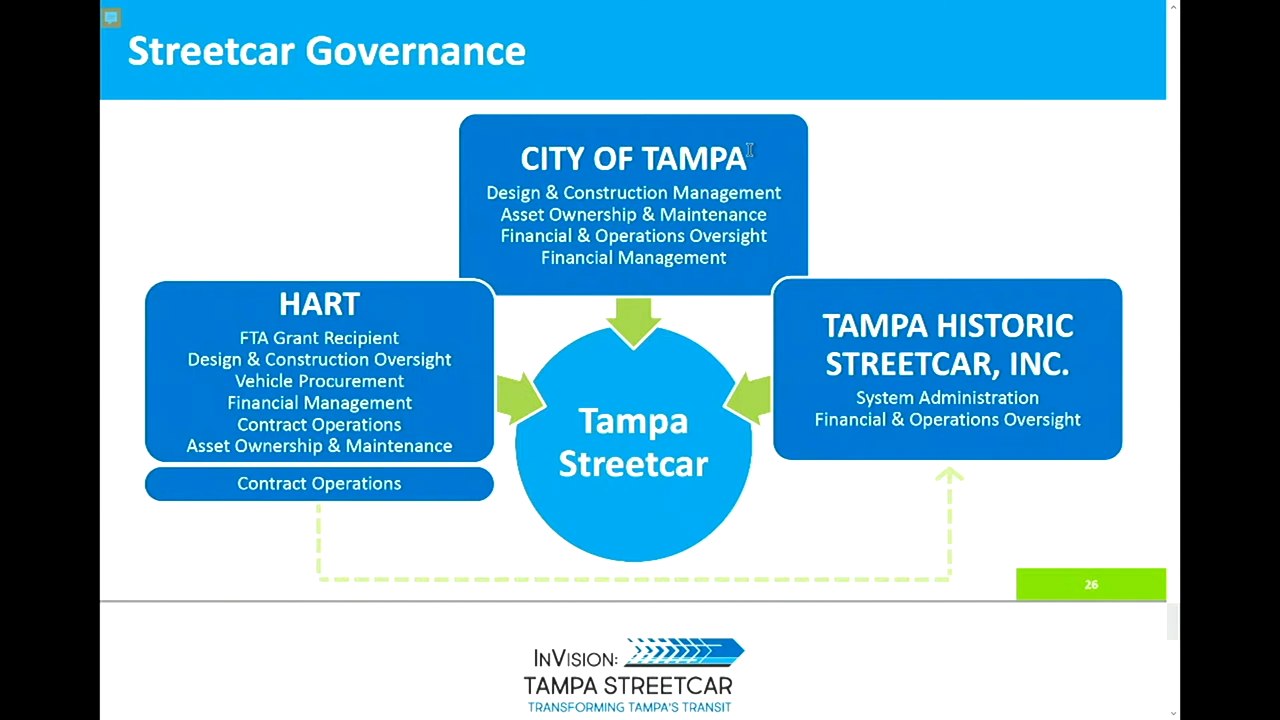 Streetcar Governance
CITY OF TAMPA
Design & Construction Management
Asset Ownership & Maintenance
Financial & Operations Oversight
Financial Management
HART
FTA Grant Recipient
Design & Construction Oversight
Vehicle Procurement
Financial Management
Contract Operations
Asset Ownership & Maintenance
Contract Operations
TAMPA HISTORIC
STREETCAR, INC.
System Administration
Financial & Operations Oversight
Tampa
Streetcar
26
INVISION:
TAMPA STREETCAR
TRANSFORMING TAMPA'S TRANSIT